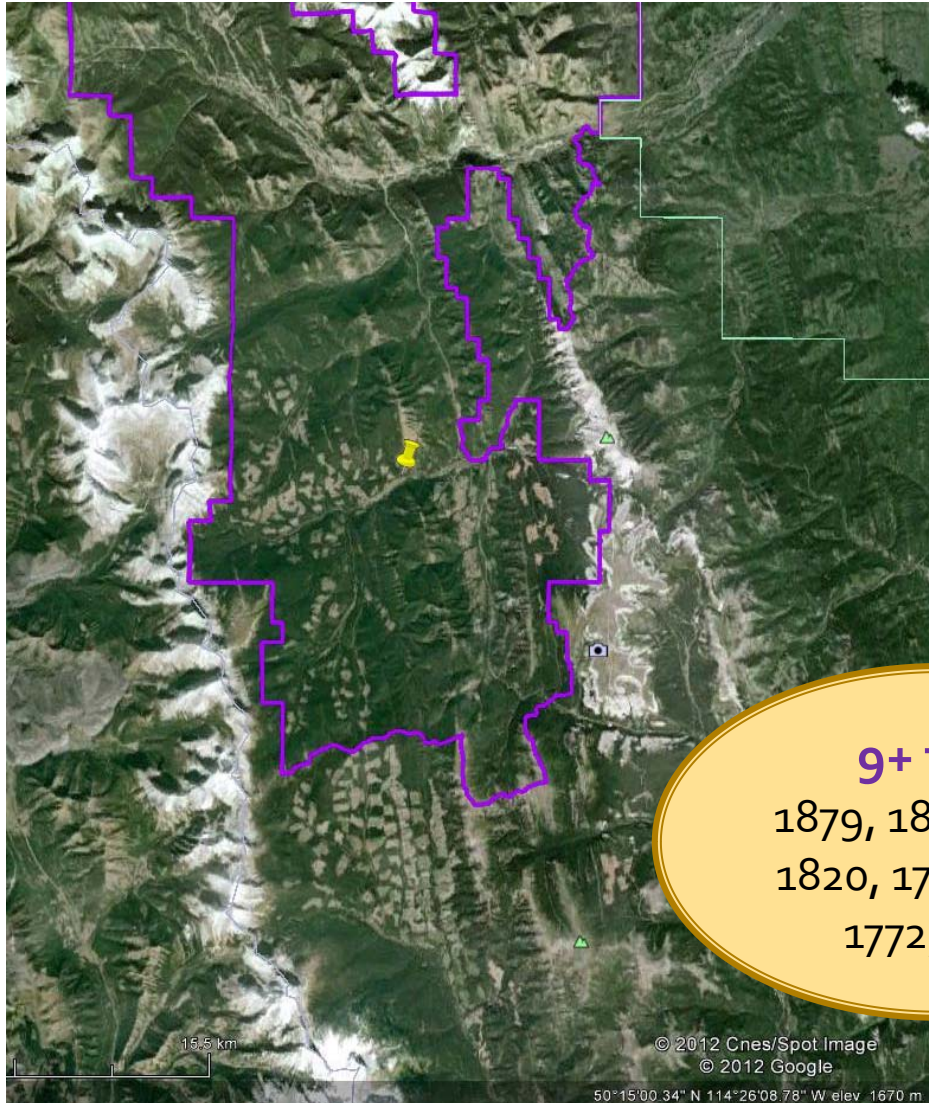 9+
1879, 18
1820, 17
1772
15.5 km
© 2012 Cnes/Spot Image
© 2012 Google
50°15'00.34" N 114°26'08.78" W elev 1670 m